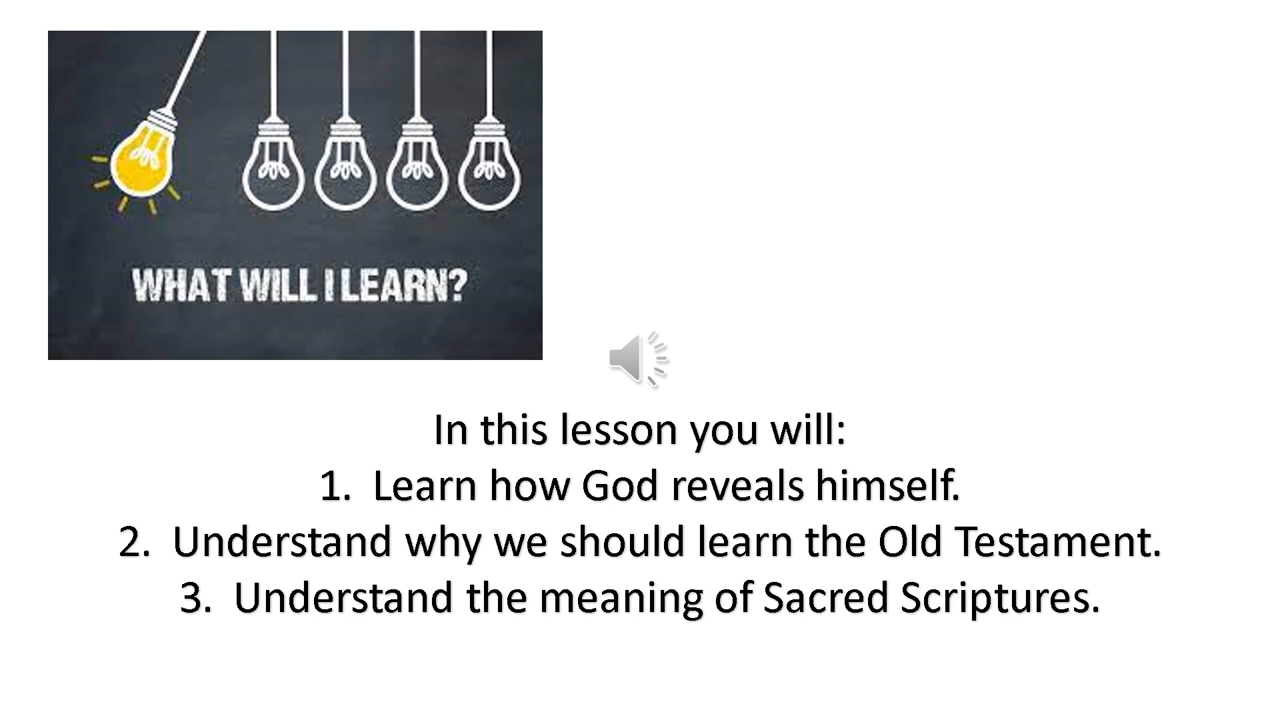 WHAT WILL I LEARN?
In this lesson you will:
1. Learn how God reveals himself.
2. Understand why we should learn the Old Testament.
3. Understand the meaning of Sacred Scriptures.